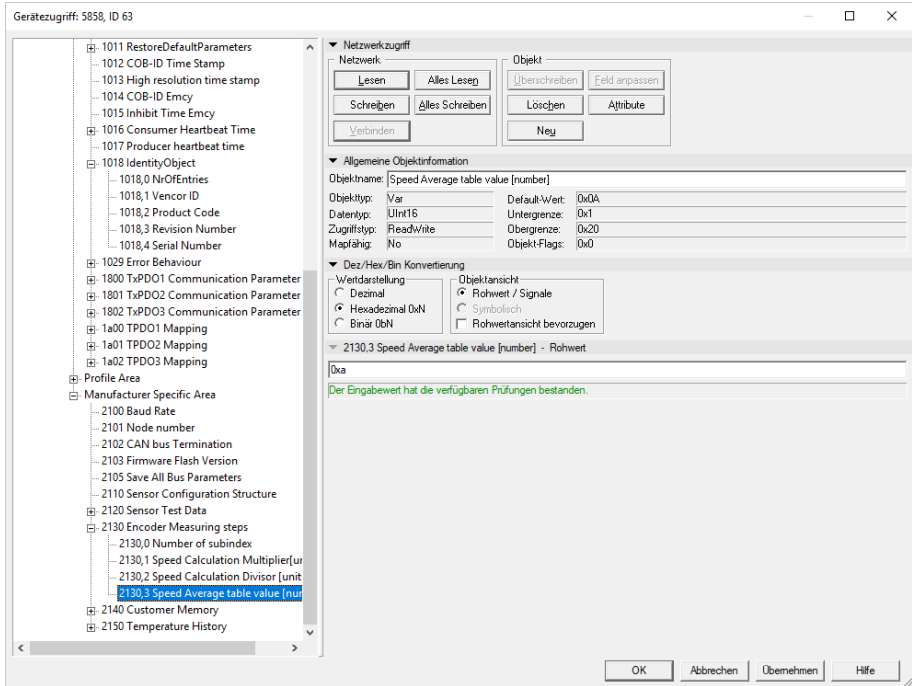 Gerätezugriff: 5858, ID 63
1011 RestoreDefaultParameters
1012 COB-ID Time Stamp
1013 High resolution time stamp
1014 COB-ID Emcy
1015 Inhibit Time Emcy
1016 Consumer Heartbeat Time
1017 Producer heartbeat time
1018 IdentityObject
1018,0 NrOfEntries
1018,1 Vencor ID
1018,2 Product Code
1018,3 Revision Number
1018,4 Serial Number
1029 Error Behaviour
1800 TxPDO1 Communication Parameter
1801 TxPDO2 Communication Parameter
1802 TxPDO3 Communication Parameter
1a00 TPDO1 Mapping
1a01 TPDO2 Mapping
1a02 TPDO3 Mapping
Profile Area
Manufacturer Specific Area
2100 Baud Rate
2101 Node number
2102 CAN bus Termination
2103 Firmware Flash Version
2105 Save All Bus Parameters
2110 Sensor Configuration Structure
2120 Sensor Test Data
2130 Encoder Measuring steps
2130,0 Number of subindex
2130,1 Speed Calculation Multiplier[ur
2130,2 Speed Calculation Divisor [unit
2130,3 Speed Average table value [nur
2140 Customer Memory
2150 Temperature History
Netzwerkzugriff
Netzwerk
Lesen Alles Lesen
Schreiben Alles Schreiben
Verbinden
Objekt
Überschreiben Feld anpassen
Löschen Attribute
Neu
Allgemeine Objektinformation
Objektname: Speed Average table value [number]
Objekttyp: Var Default-Wert: 0x0A
Datentyp: UInt16 Untergrenze: 0x1
Zugriffstyp: ReadWrite Obergrenze: 0x20
Mapfähig: No Objekt-Flags: 0x0
Dez/Hex/Bin Konvertierung
Wertdarstellung
Dezimal
Hexadezimal 0xN
Binär 0bN
Objektansicht
Rohwert / Signale
Symbolisch
Rohwertansicht bevorzugen
2130,3 Speed Average table value [number] - Rohwert
0xa
Der Eingabewert hat die verfügbaren Prüfungen bestanden.
OK Abbrechen Übernehmen Hilfe